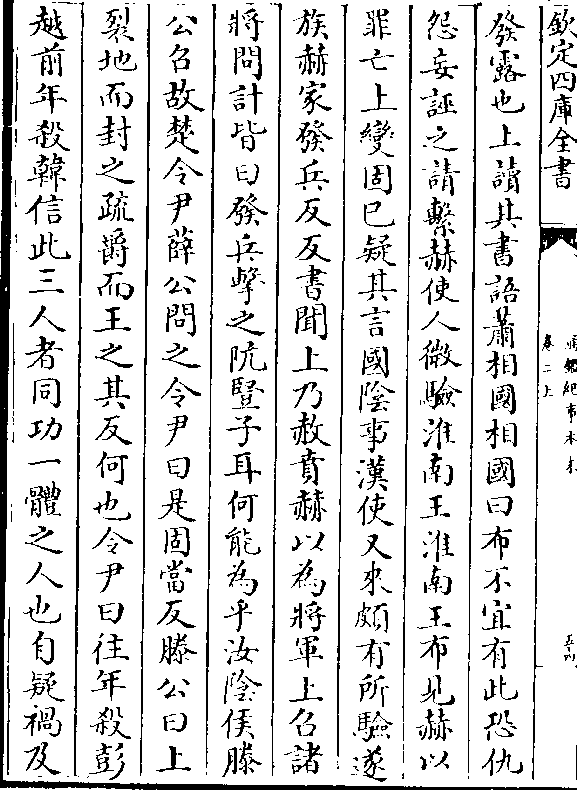 欽定四庫全書
通鑑紀事本末
卷二上
發露也上讀其書語蕭相國相國曰布不宜有此恐仇
怨妄誣之請繫赫使人微驗淮南王淮南王布見赫以
罪亡上變固已疑其言國陰事漢使又來頗有所驗遂
族赫家發兵反反書聞上乃赦賁赫以為將軍上召諸
將問計皆曰發兵擊之阬豎子耳何能為乎汝陰侯滕
公召故楚令尹薛公問之令尹曰是固當反滕公曰上
裂地而封之疏爵而王之其反何也令尹曰往年殺彭
越前年殺韓信此三人者同功一體之人也自疑禍及